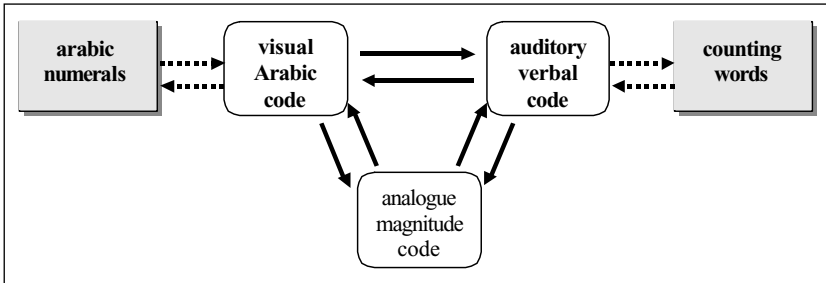 arabic
numerals
visual
Arabic
code
auditory
verbal
code
counting
words
analogue
magnitude
code